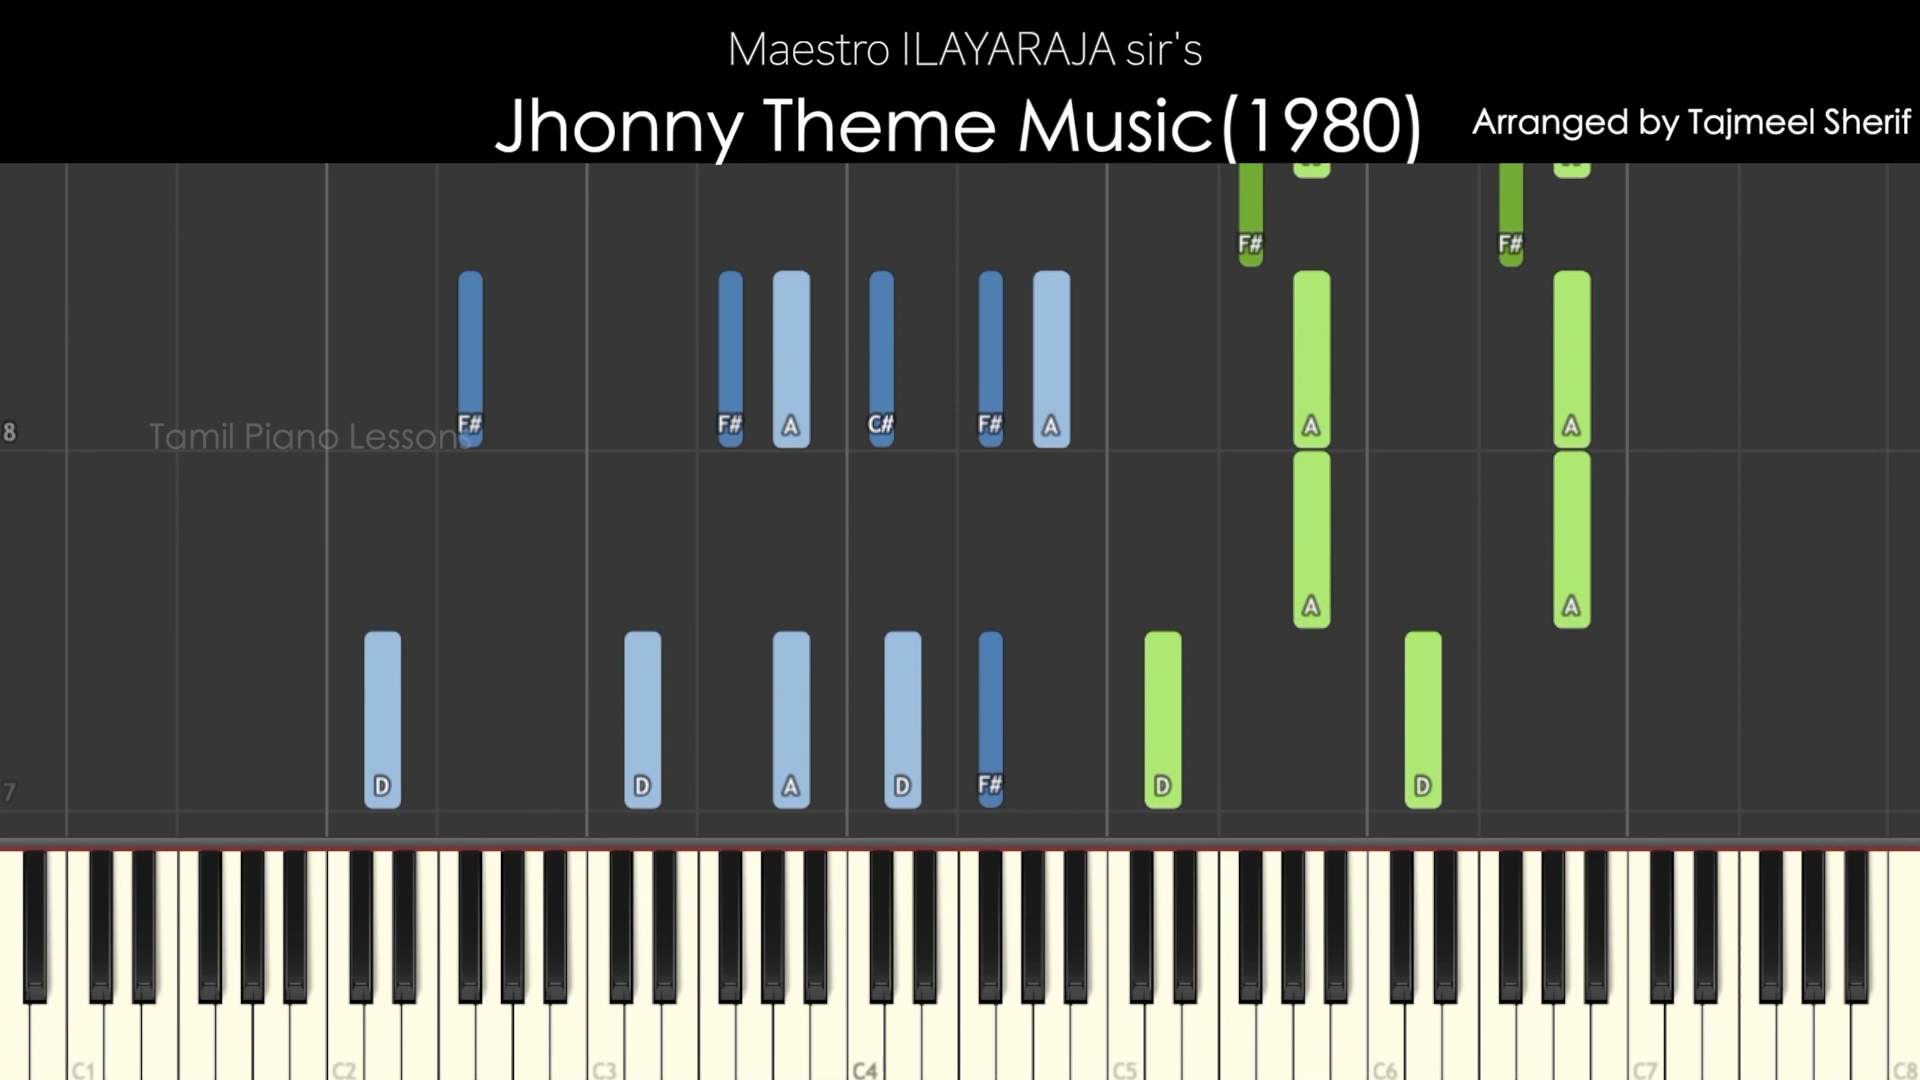 Maestro ILAYARAJA sir's
Jhonny Theme Music(1980)
Arranged by Tajmeel Sherif
F# F#
8 Tamil Piano Lessons F# F# A C# F# A A A
A A
7 D D A D F# D D
C1 C2 C3 C4 C5 C6 C7 C8